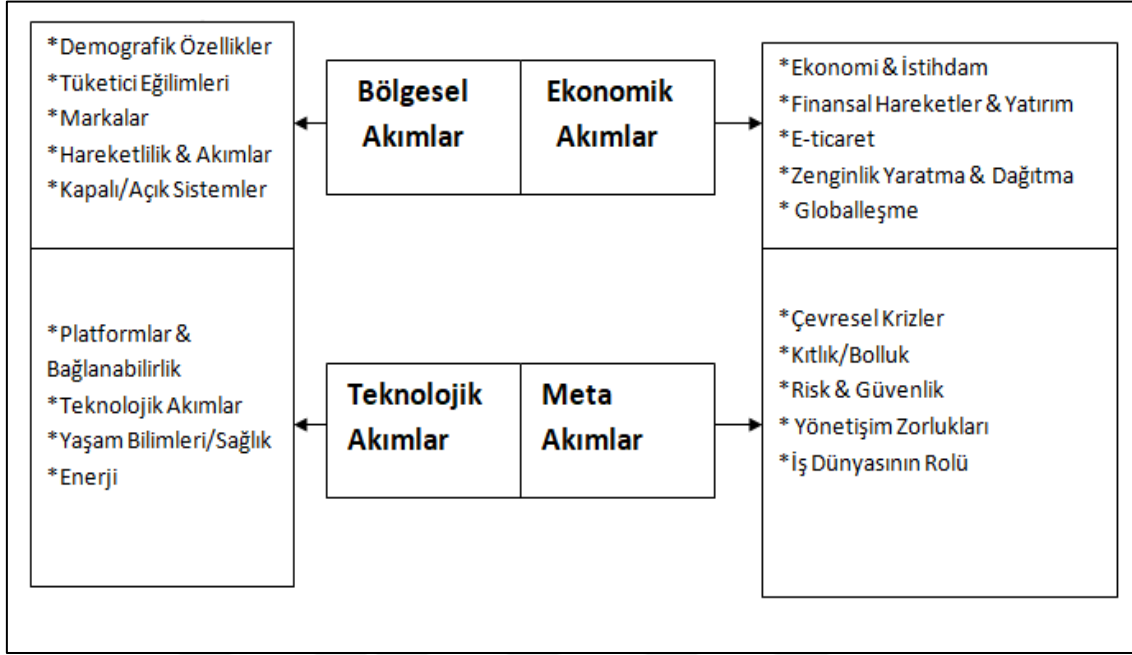 *Demografik Özellikler
*Tüketici Eğilimleri
*Markalar
*Hareketlilik & Akımlar
*Kapalı/Açık Sistemler
Bölgesel
Akımlar
Ekonomik
Akımlar
*Ekonomi & İstihdam
*Finansal Hareketler & Yatırım
*E-ticaret
*Zenginlik Yaratma & Dağıtma
* Globalleşme
*Platformlar &
Bağlanabilirlik
*Teknolojik Akımlar
*Yaşam Bilimleri/Sağlık
*Enerji
Teknolojik
Akımlar
Meta
Akımlar
*Çevresel Krizler
*Kıtlık/Bolluk
*Risk & Güvenlik
* Yönetişim Zorlukları
*İş Dünyasının Rolü